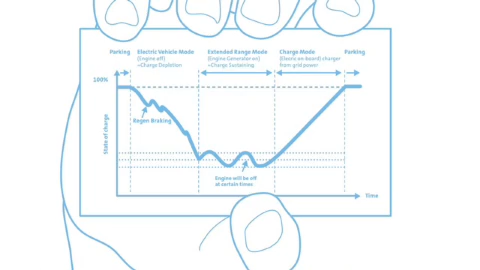 Parking
Electric Vehicle Mode
(Engine off)
=Charge Depletion
Extended Range Mode
(Engine Generator on)
=Charge Sustaining
Charge Mode
(Electric on-board) charger
from grid power
Parking
100%
State of charge
Regen Braking
Engine will be off
at certain times
Time